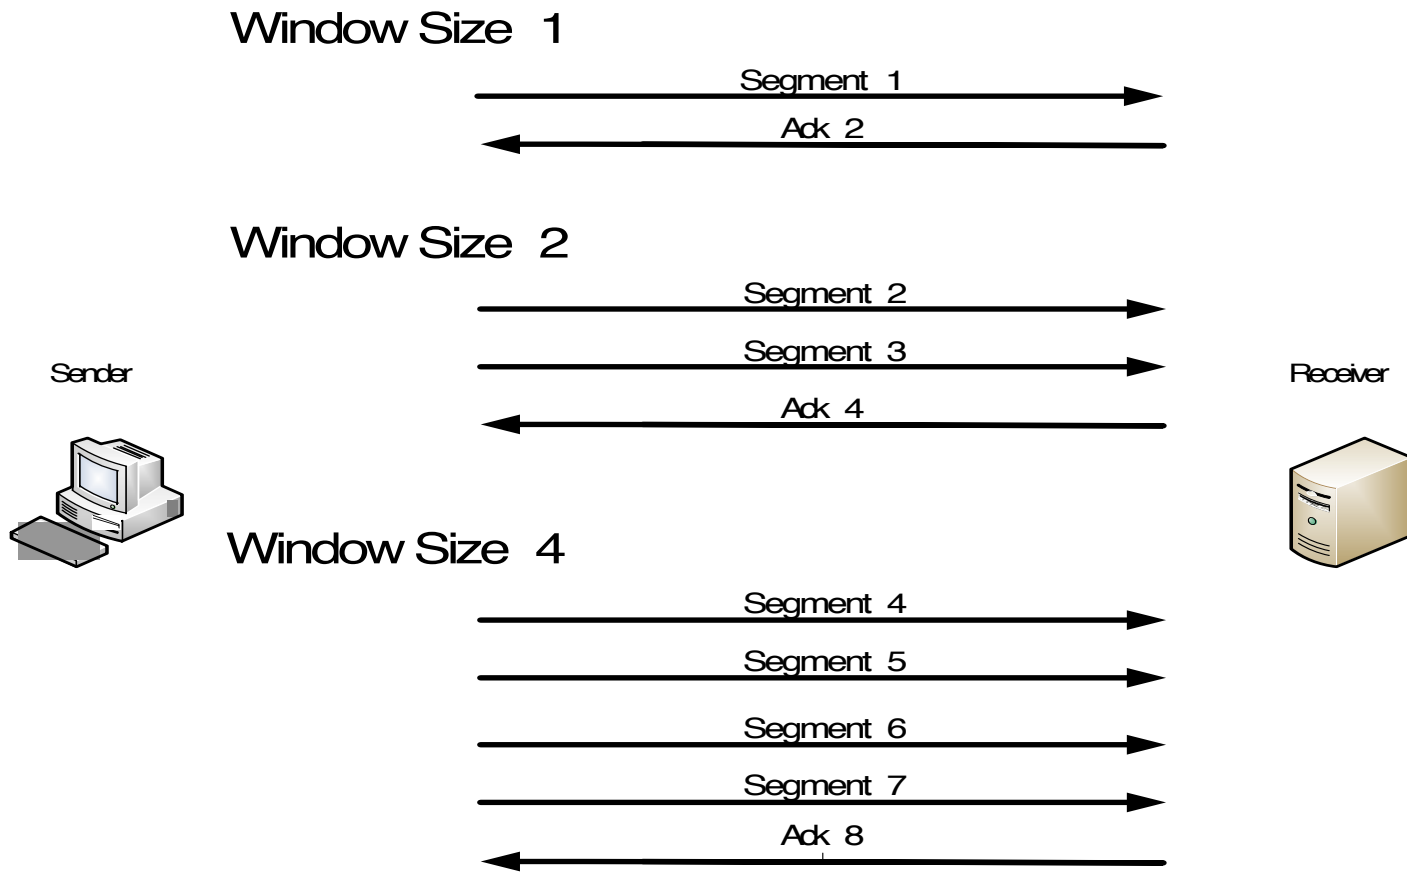 Window Size 1
Segment 1
Ack 2
Window Size 2
Segment 2
Segment 3
Sender
Receiver
Ack 4
Window Size 4
Segment 4
Segment 5
Segment 6
Segment 7
Ack 8